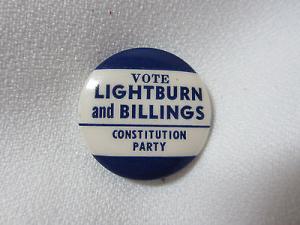 VOTE
LIGHTBURN
and BILLINGS
CONSTITUTION
PARTY